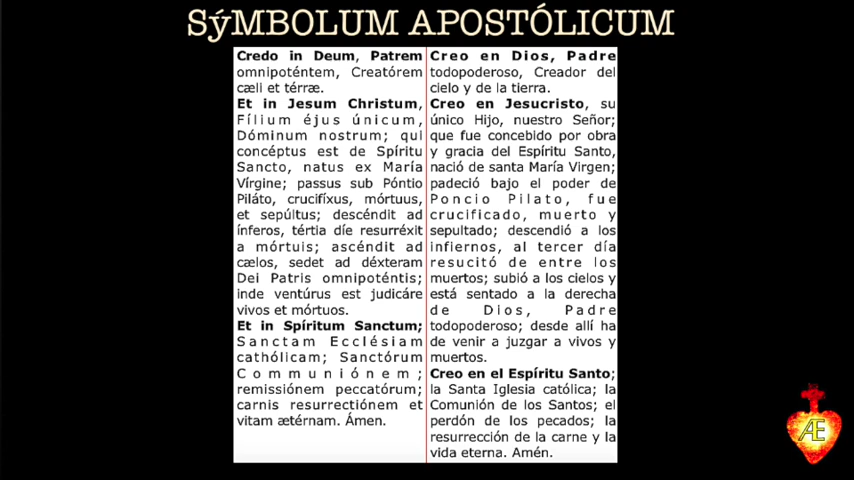 SýMBOLUM APOSTÓLICUM
Credo in Deum, Patrem
omnipoténtem, Creatórem
cæli et térræ.
Et in Jesum Christum,
Fílium éjus únicum,
Dóminum nostrum; qui
concéptus est de Spíritu
Sancto, natus ex María
Vírgine; passus sub Póntio
Piláto, crucifíxus, mórtuus,
et sepúltus; descéndit ad
ínferos, tértia díe resurréxit
a mórtuis; ascéndit ad
cælos, sedet ad déxteram
Dei Patris omnipoténtis;
inde ventúrus est judicáre
vivos et mórtuos.
Et in Spíritum Sanctum;
Sanctam Ecclésiam
cathólicam; Sanctórum
Communiónem;
remissiónem peccatórum;
carnis resurrectiónem et
vitam ætérnam. Ámen.
Creo en Dios, Padre
todopoderoso, Creador del
cielo y de la tierra.
Creo en Jesucristo, su
único Hijo, nuestro Señor;
que fue concebido por obra
y gracia del Espíritu Santo,
nació de santa María Virgen;
padeció bajo el poder de
Poncio Pilato, fue
crucificado, muerto y
sepultado; descendió a los
infiernos, al tercer día
resucitó de entre los
muertos; subió a los cielos y
está sentado a la derecha
de Dios, Padre
todopoderoso; desde allí ha
de venir a juzgar a vivos y
muertos.
Creo en el Espíritu Santo;
la Santa Iglesia católica; la
Comunión de los Santos; el
perdón de los pecados; la
resurrección de la carne y la
vida eterna. Amén.
Æ